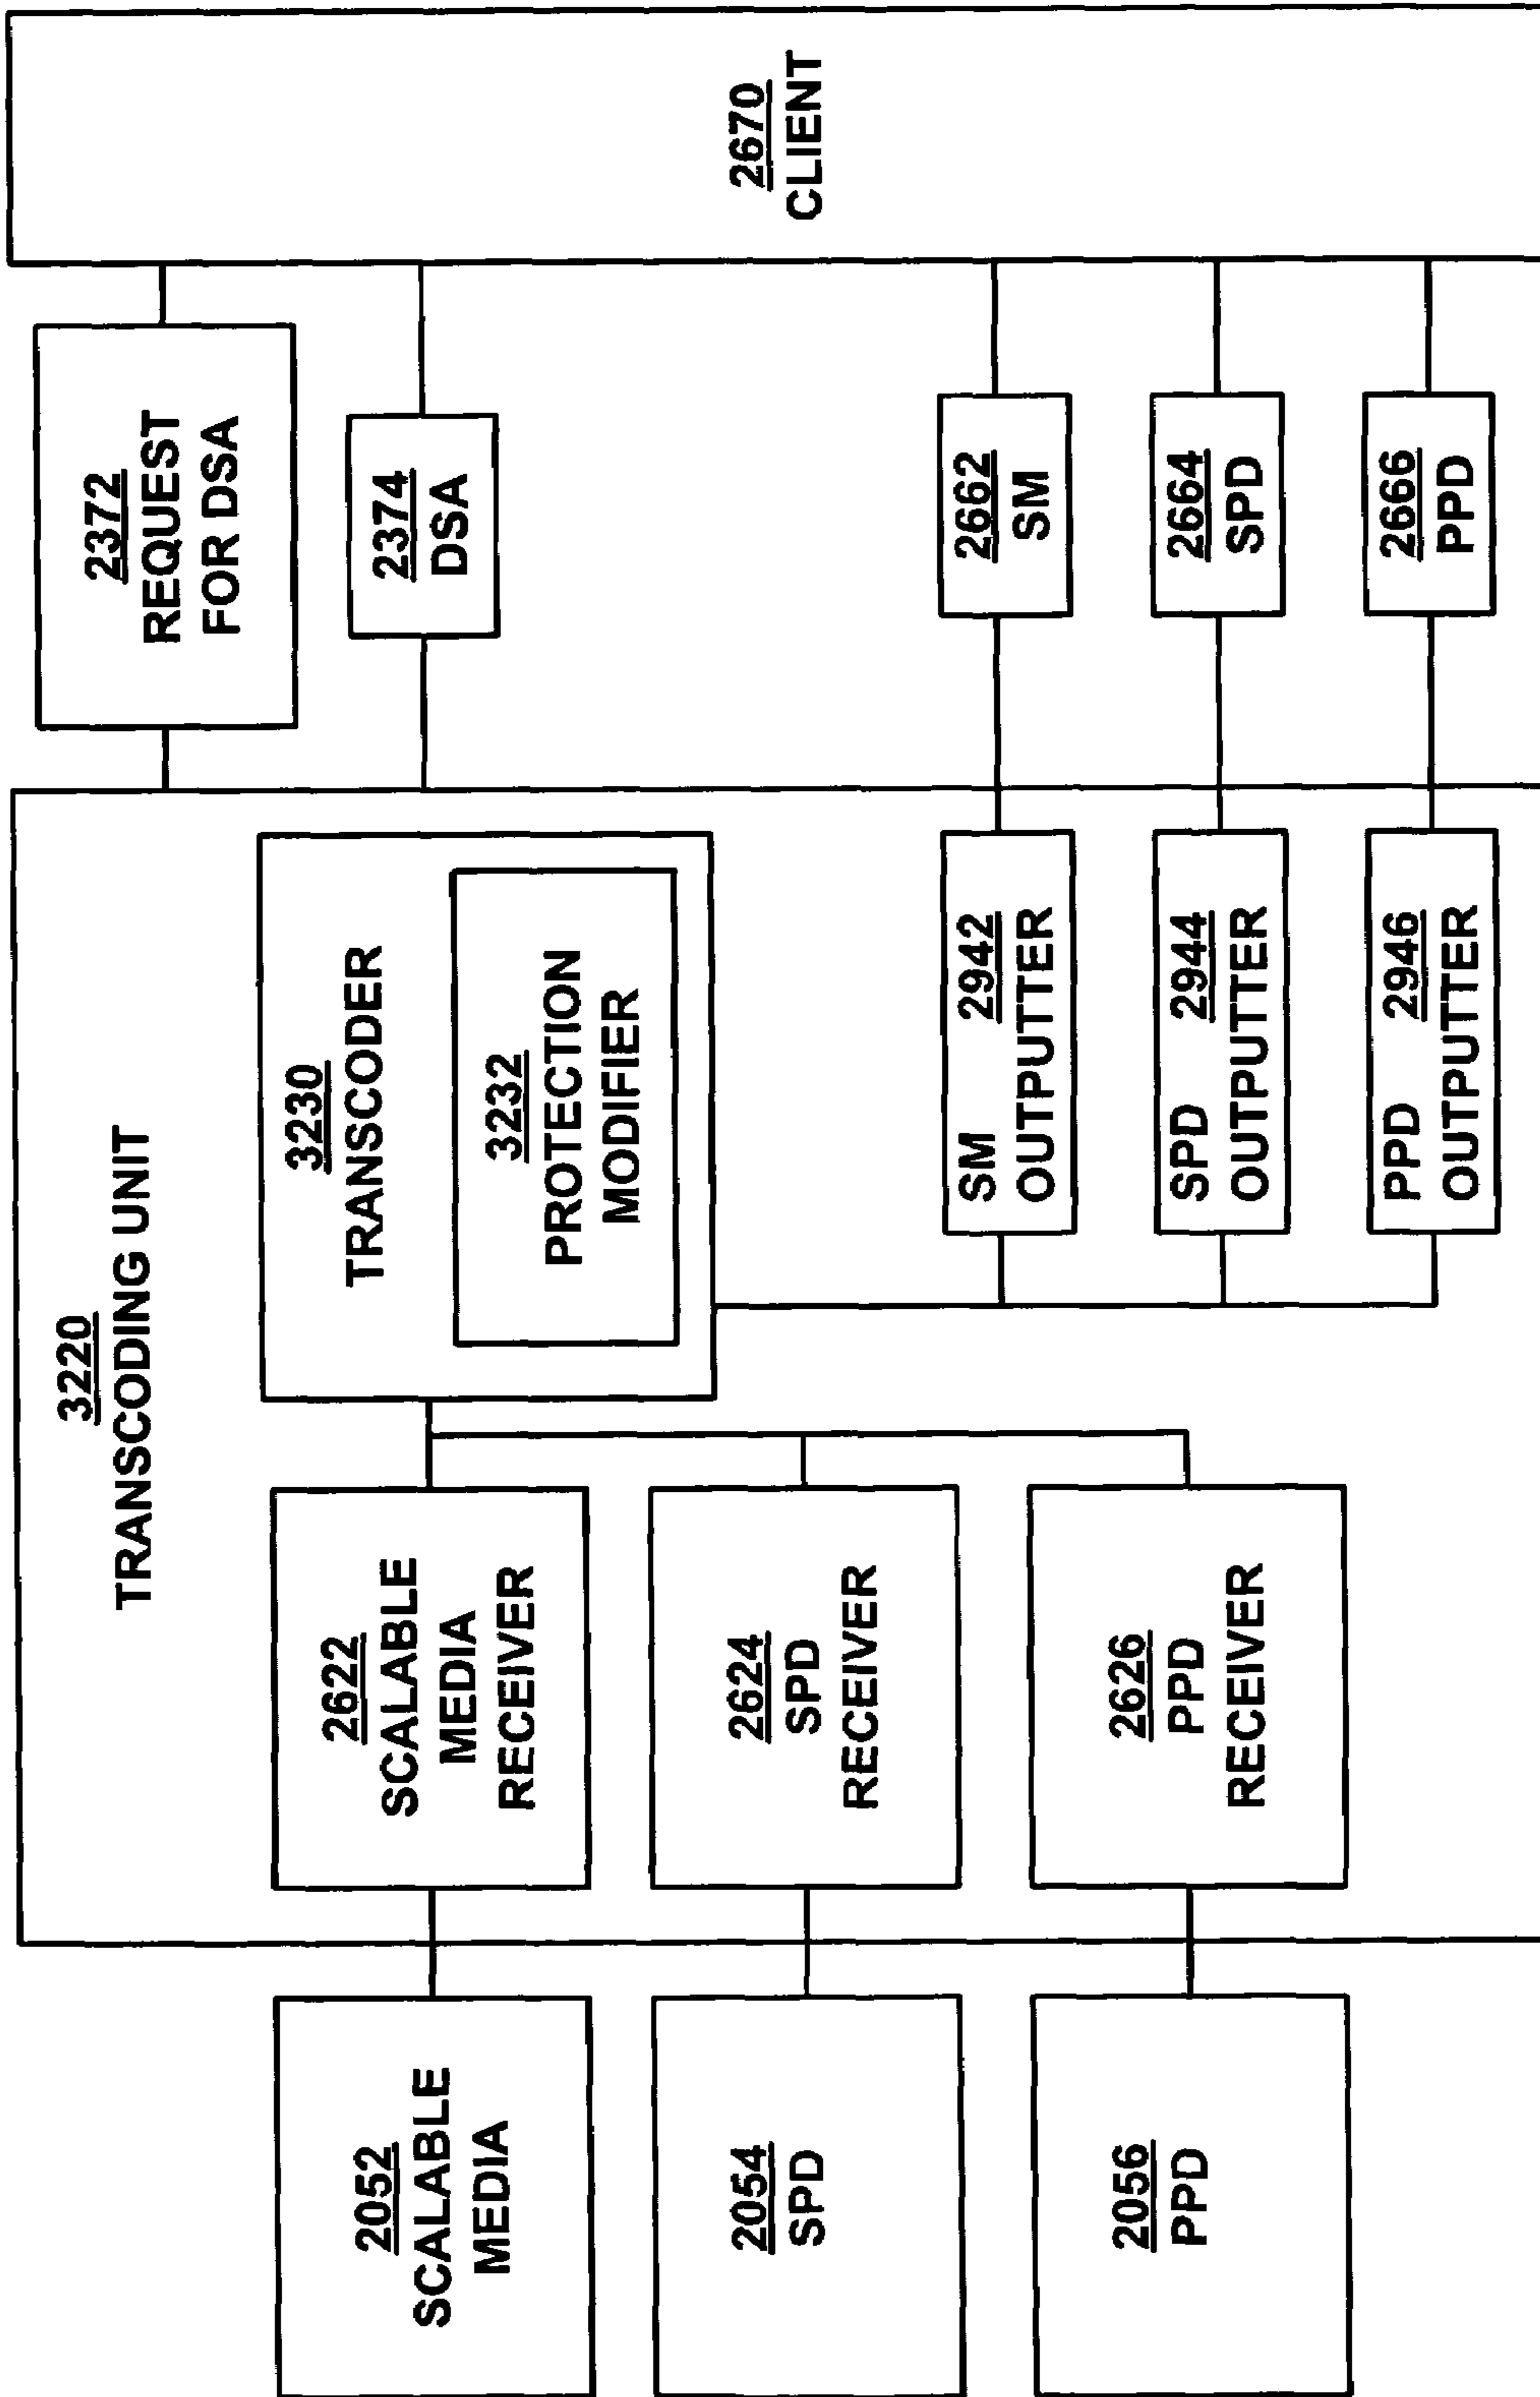 3220
TRANSCODING UNIT
2052
SCALABLE
MEDIA
2054
SPD
2056
PPD
2622
SCALABLE
MEDIA
RECEIVER
2624
SPD
RECEIVER
2626
PPD
RECEIVER
3230
TRANSCODER
3232
PROTECTION
MODIFIER
SM 2942
OUTPUTTER
SPD 2944
OUTPUTTER
PPD 2946
OUTPUTTER
2372
REQUEST
FOR DSA
2374
DSA
2662
SM
2664
SPD
2666
PPD
2670
CLIENT